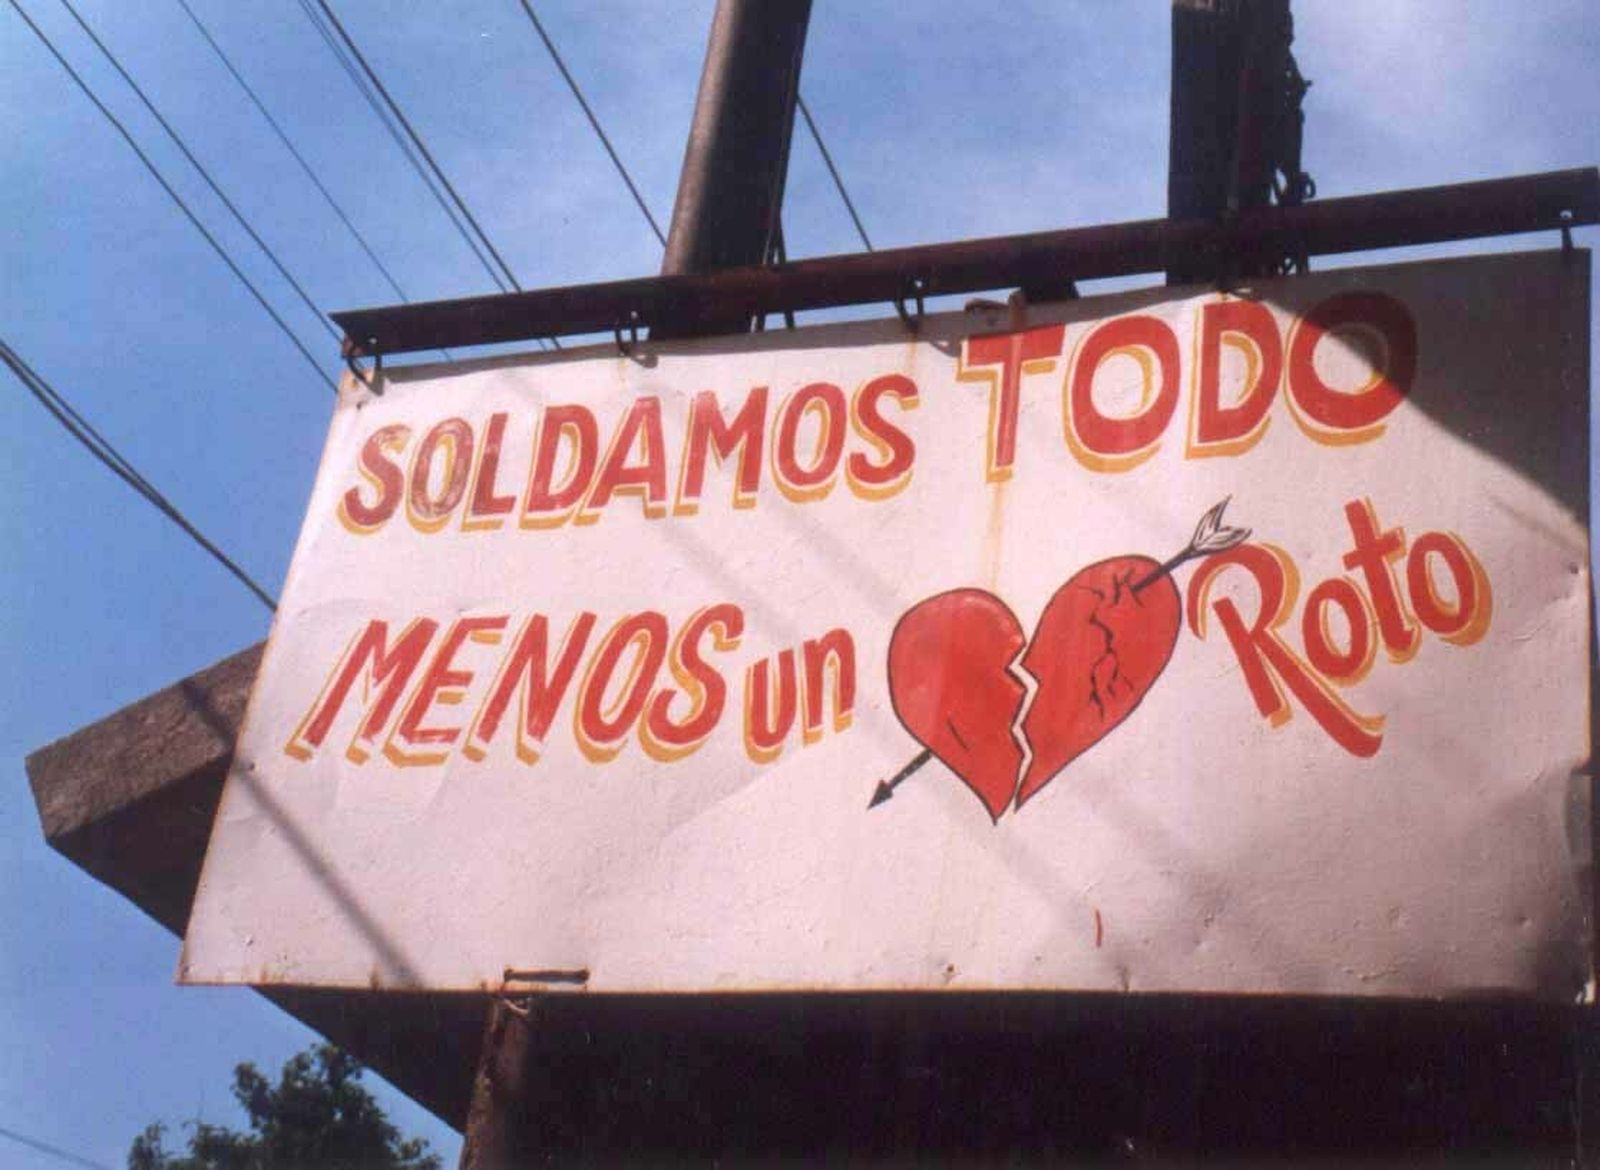 SOLDAMOS TODO
MENOS un Roto